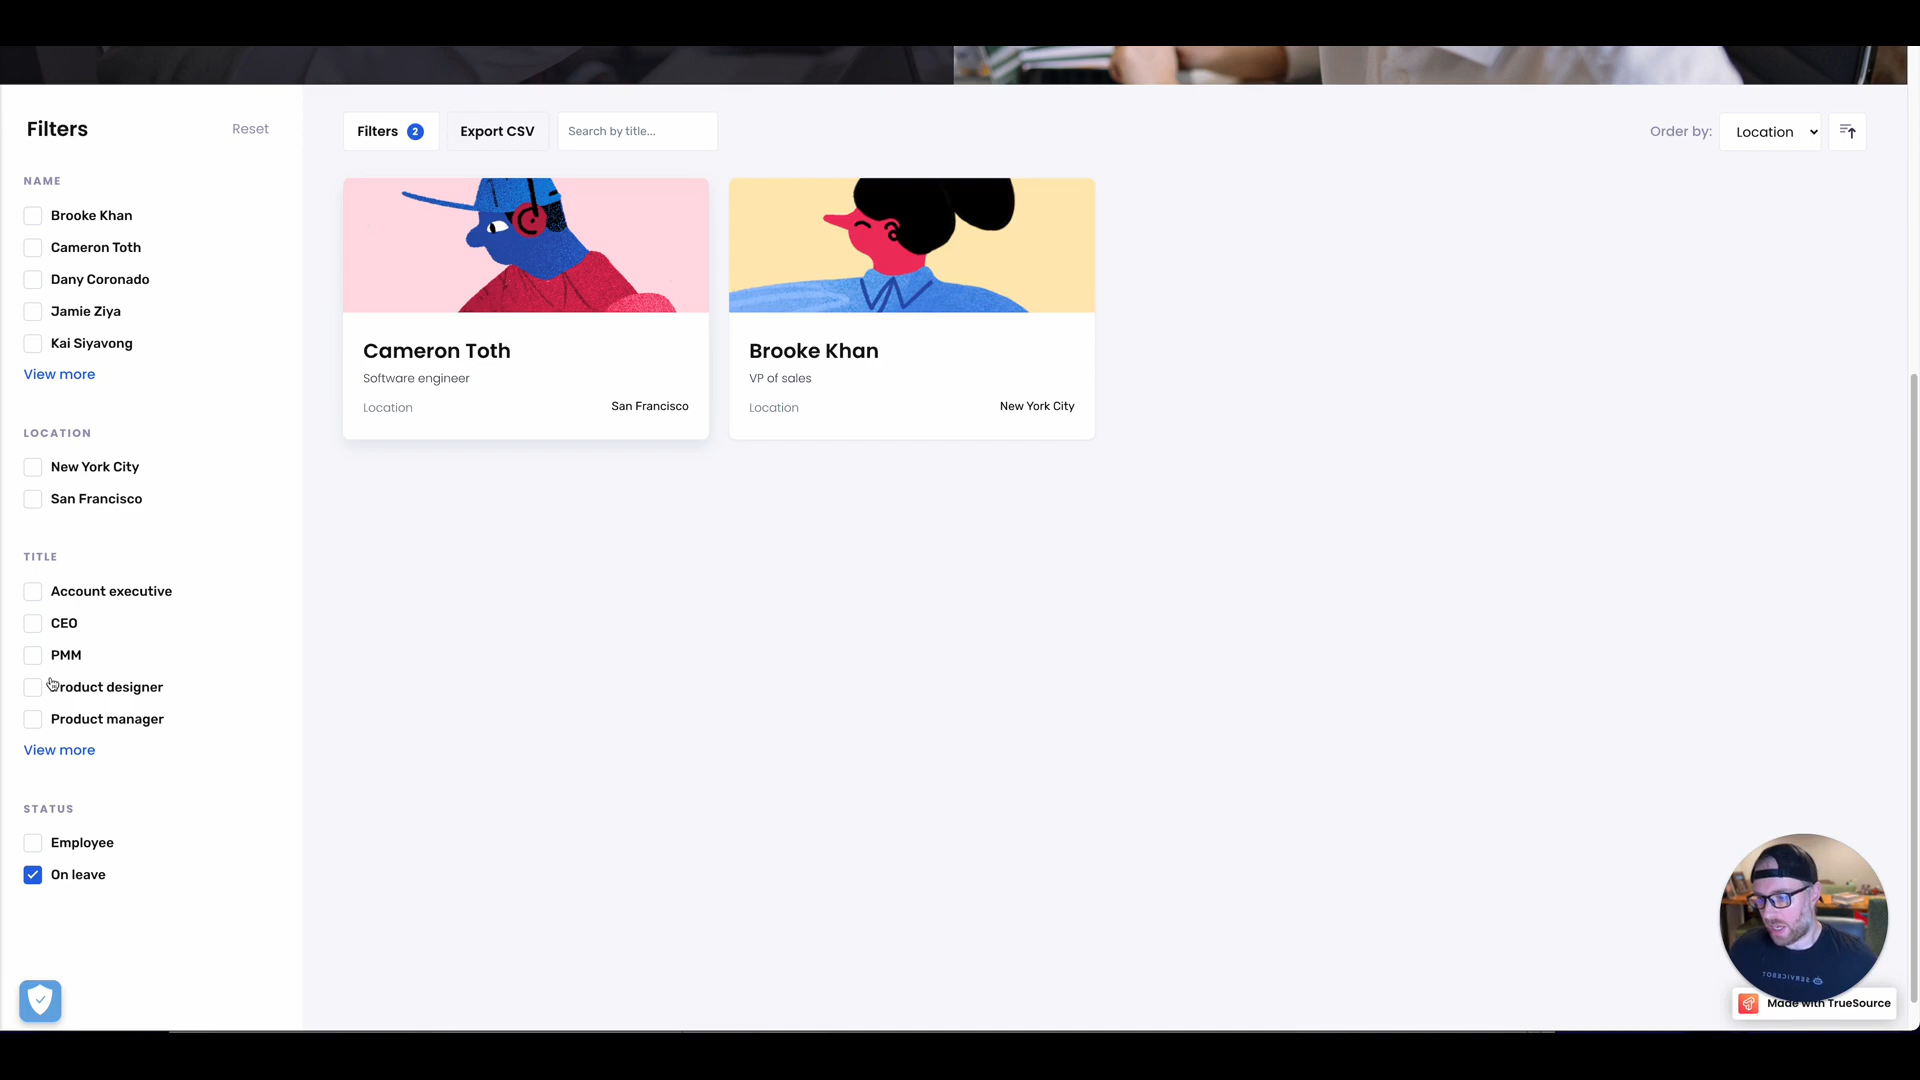 Filters
Reset
Filters 2
Export CSV
Search by title...
Order by:
Location
NAME
Brooke Khan
Cameron Toth
Dany Coronado
Jamie Ziya
Kai Siyavong
View more
LOCATION
New York City
San Francisco
TITLE
Account executive
CEO
PMM
Product designer
Product manager
View more
STATUS
Employee
On leave
Cameron Toth
Software engineer
Location
San Francisco
Brooke Khan
VP of sales
Location
New York City
SERVICEBOT
Made with TrueSource